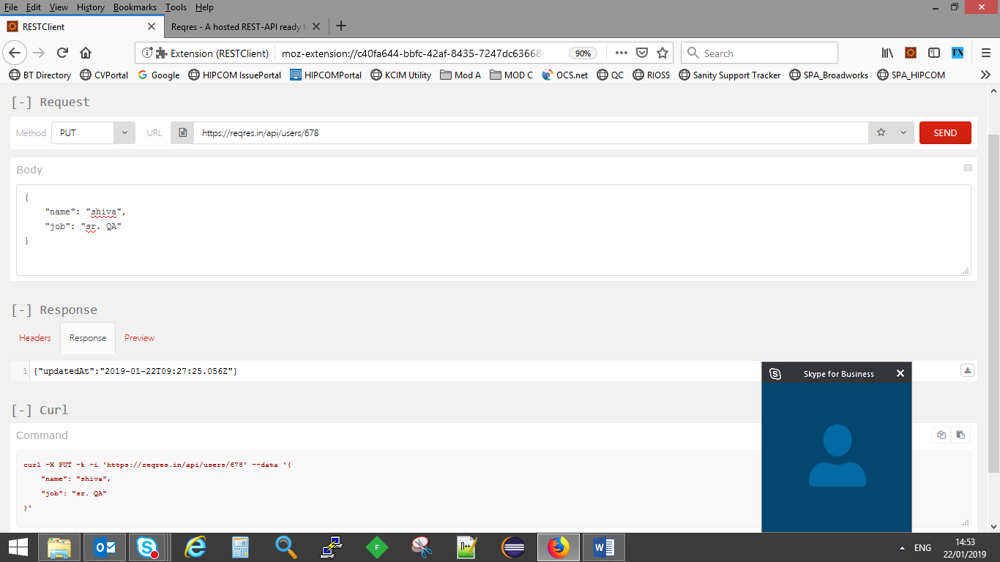 File Edit View History Bookmarks Tools Help
RESTClient
Reqres - A hosted REST-API ready t
Extension (RESTClient) moz-extension://c40fa644-bbfc-42af-8435-7247dc63668 90% Search
BT Directory CVPortal Google HIPCOM IssuePortal HIPCOMPortal KCIM Utility Mod A MOD C OCS.net QC RIOSS Sanity Support Tracker SPA_Broadworks SPA_HIPCOM
[-] Request
Method PUT URL https://reqres.in/api/users/678 SEND
Body
{
"name": "shiva",
"job": "sr. QA"
}
[-] Response
Headers Response Preview
1 {"updatedAt":"2019-01-22T09:27:25.056Z"}
Skype for Business
[-] Curl
Command
curl -X PUT -k -i 'https://reqres.in/api/users/678' --data '{
"name": "shiva",
"job": "sr. QA"
}'
ENG 14:53
22/01/2019